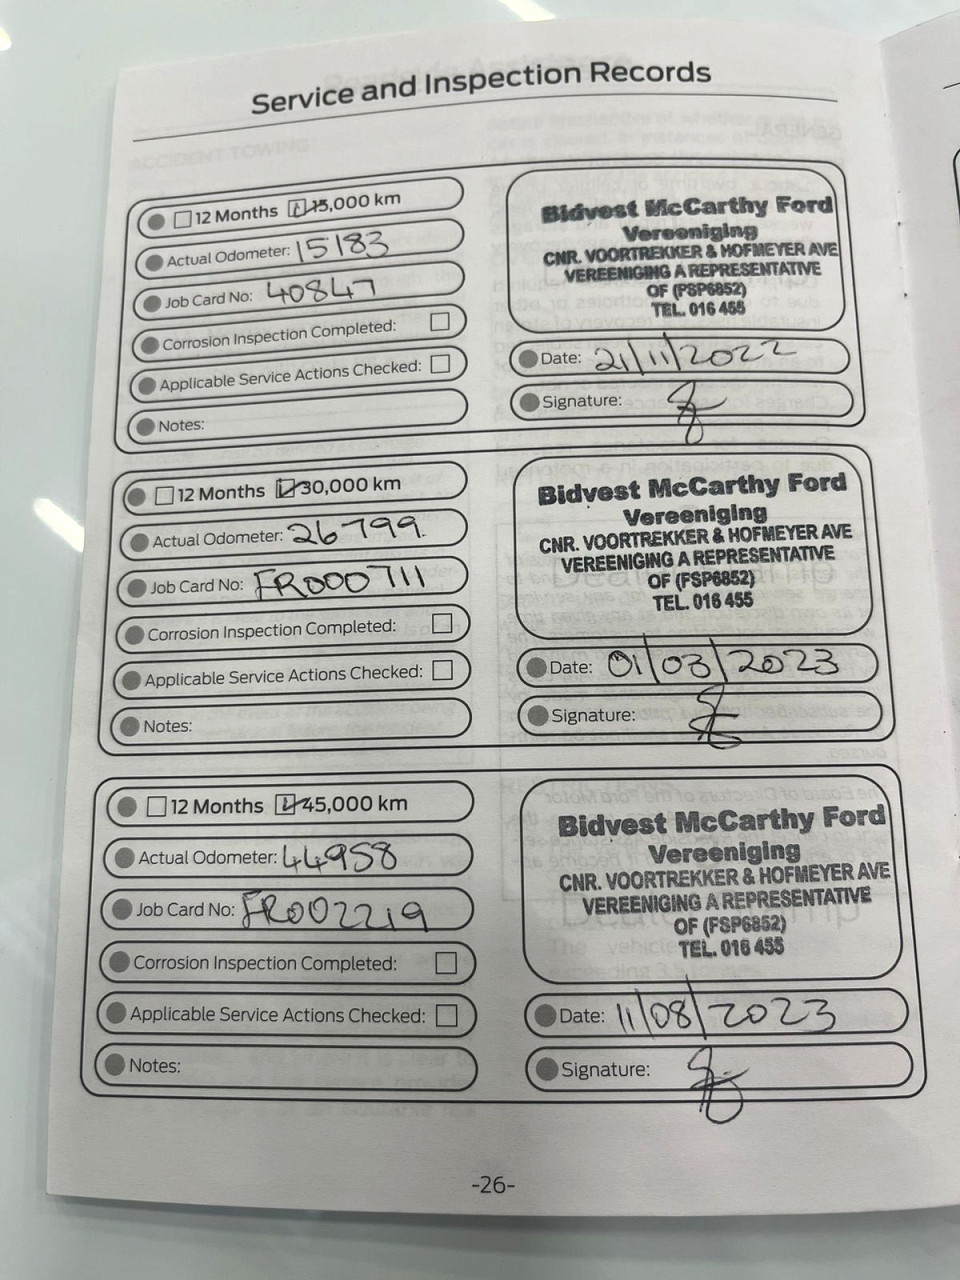 Service and Inspection Records
12 Months 15,000 km
Actual Odometer: 15183
Job Card No: 40847
Corrosion Inspection Completed:
Applicable Service Actions Checked:
Notes:
Bidvest McCarthy Ford
Vereeniging
CNR. VOORTREKKER & HOFMEYER AVE
VEREENIGING A REPRESENTATIVE
OF (FSP6852)
TEL. 016 455
Date: 21/11/2022
Signature:
12 Months 30,000 km
Actual Odometer: 26799
Job Card No: FR000711
Corrosion Inspection Completed:
Applicable Service Actions Checked:
Notes:
Bidvest McCarthy Ford
Vereeniging
CNR. VOORTREKKER & HOFMEYER AVE
VEREENIGING A REPRESENTATIVE
OF (FSP6852)
TEL. 016 455
Date: 01/03/2023
Signature:
12 Months 45,000 km
Actual Odometer: 44958
Job Card No: FR002219
Corrosion Inspection Completed:
Applicable Service Actions Checked:
Notes:
Bidvest McCarthy Ford
Vereeniging
CNR. VOORTREKKER & HOFMEYER AVE
VEREENIGING A REPRESENTATIVE
OF (FSP6852)
TEL. 016 455
Date: 11/08/2023
Signature:
-26-